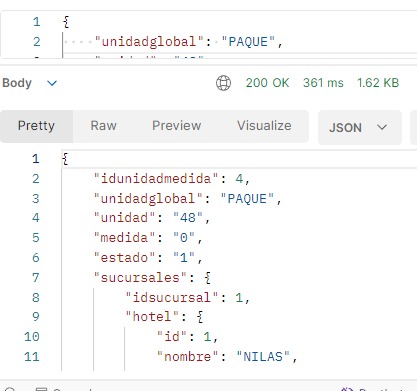 1 {
2 "unidadglobal": "PAQUE",
Body 200 OK 361 ms 1.62 KB
Pretty Raw Preview Visualize JSON
1 {
2 "idunidadmedida": 4,
3 "unidadglobal": "PAQUE",
4 "unidad": "48",
5 "medida": "0",
6 "estado": "1",
7 "sucursales": {
8 "idsucursal": 1,
9 "hotel": {
10 "id": 1,
11 "nombre": "NILAS",